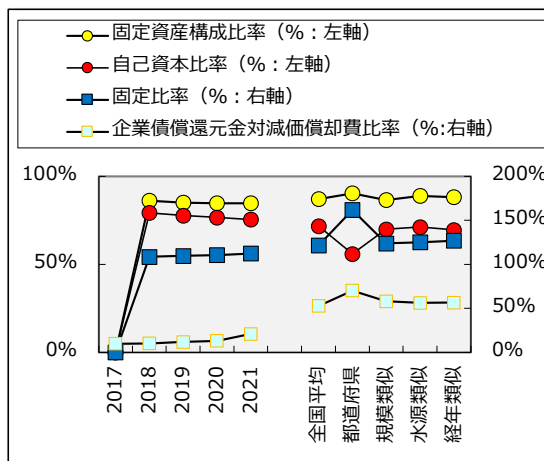 固定資産構成比率（%：左軸）
自己資本比率（%：左軸）
固定比率（%：右軸）
企業債償還元金対減価償却費比率（%:右軸）
100%
200%
150%
50%
100%
50%
0%
0%
2017
2018
2019
2020
2021
全国平均
都道府県
規模類似
水源類似
経年類似